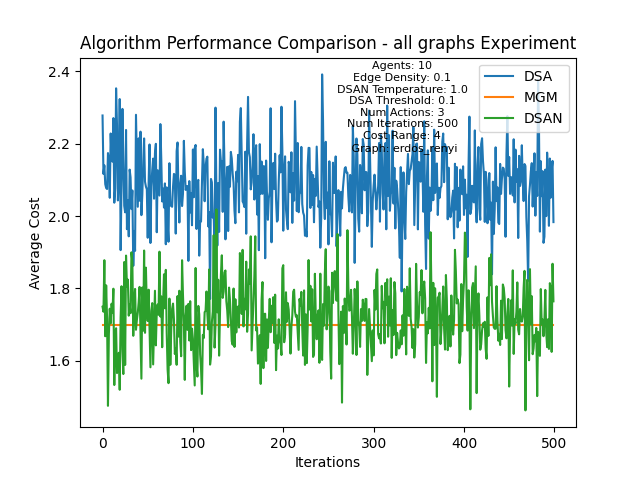 Algorithm Performance Comparison - all graphs Experiment
Agents: 10
Edge Density: 0.1
DSAN Temperature: 1.0
DSA Threshold: 0.1
Num Actions: 3
Num Iterations: 500
Cost Range: 4
Graph: erdos_renyi
DSA
MGM
DSAN
Average Cost
2.4
2.2
2.0
1.8
1.6
0 100 200 300 400 500
Iterations